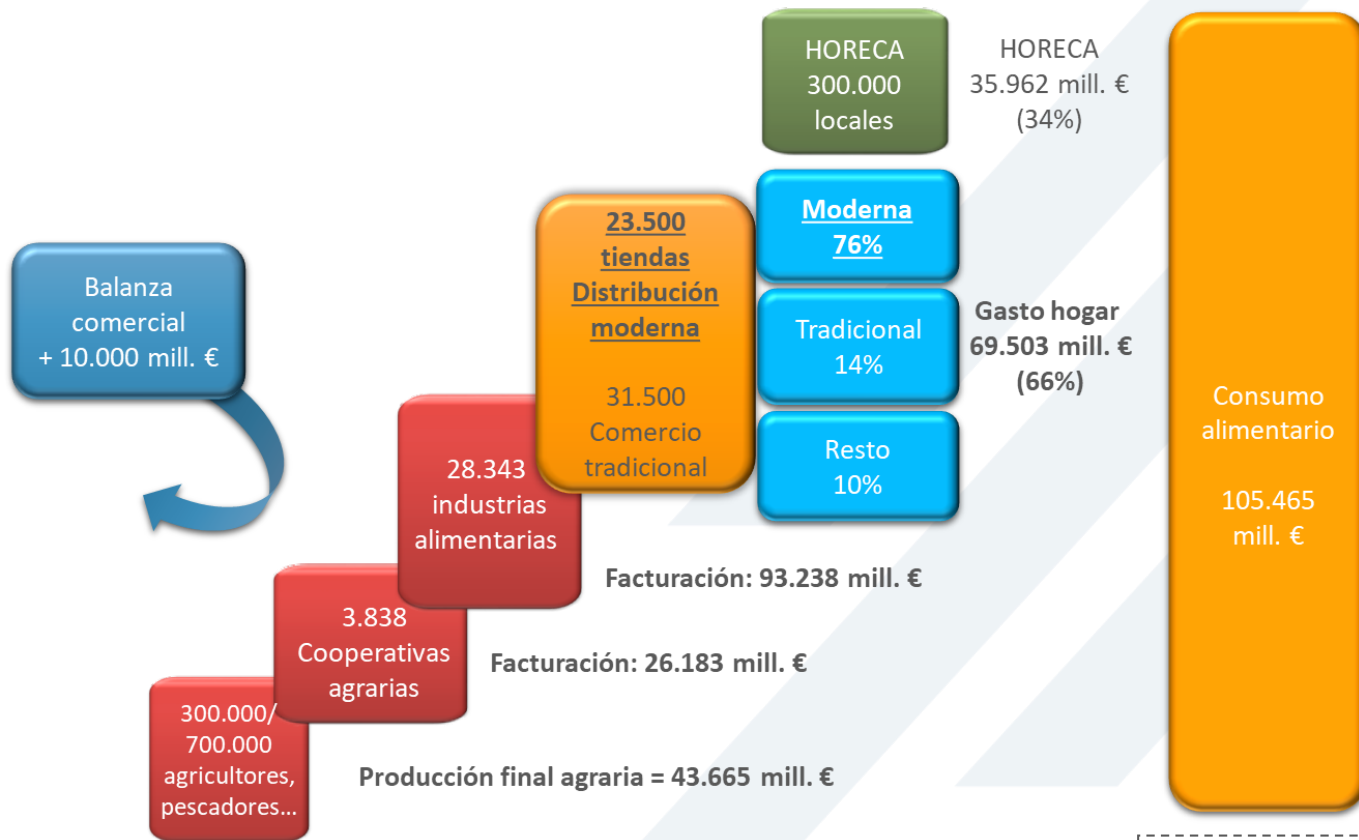 HORECA
300.000
locales
HORECA
35.962 mill. €
(34%)
Moderna
76%
Tradicional
14%
Resto
10%
Gasto hogar
69.503 mill. €
(66%)
Consumo
alimentario
105.465
mill. €
23.500
tiendas
Distribución
moderna
31.500
Comercio
tradicional
Balanza
comercial
+ 10.000 mill. €
28.343
industrias
alimentarias
Facturación: 93.238 mill. €
3.838
Cooperativas
agrarias
Facturación: 26.183 mill. €
300.000/
700.000
agricultores,
pescadores...
Producción final agraria = 43.665 mill. €